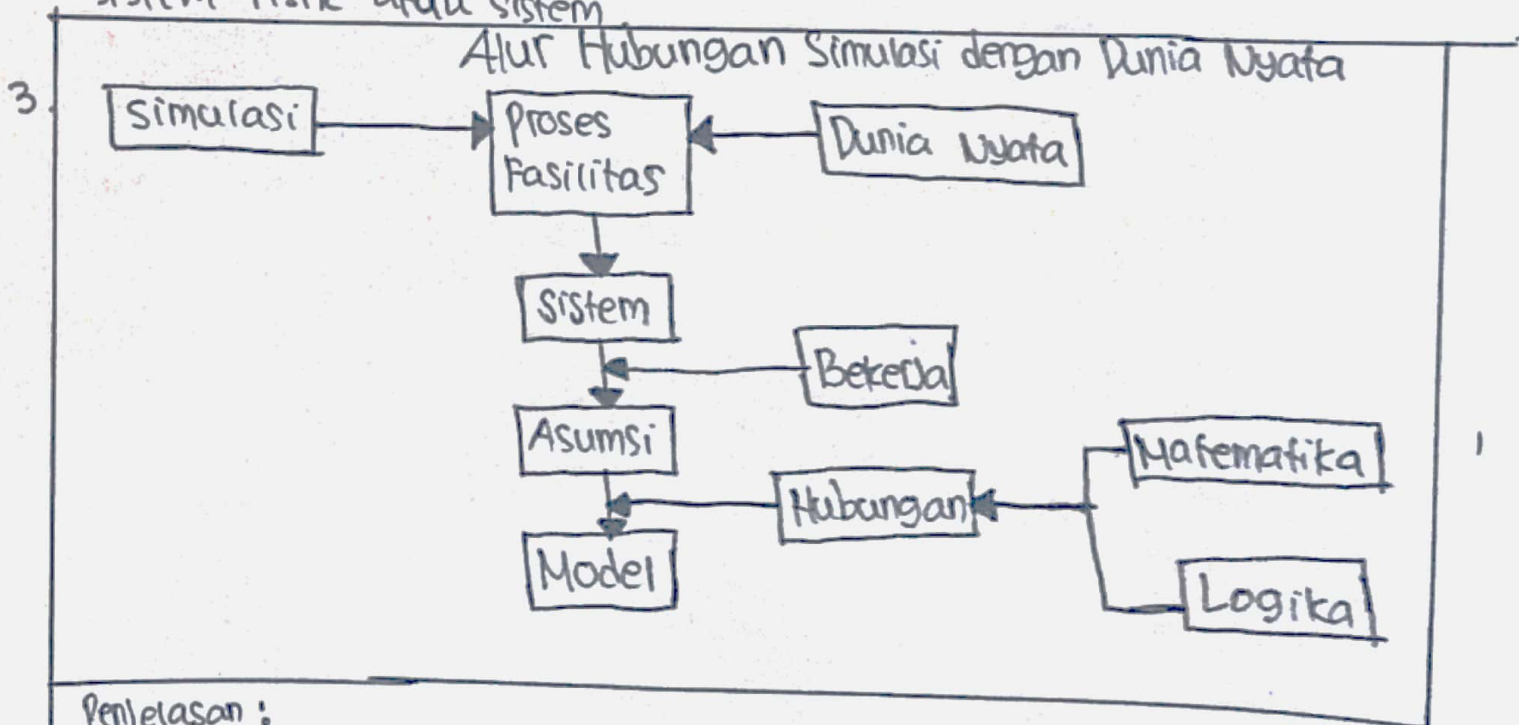 sistem
Alur Hubungan Simulasi dengan Dunia Nyata
3.
Simulasi
Proses
Fasilitas
Dunia Nyata
Sistem
Bekerja
Asumsi
Matematika
Hubungan
Model
Logika
Penjelasan :